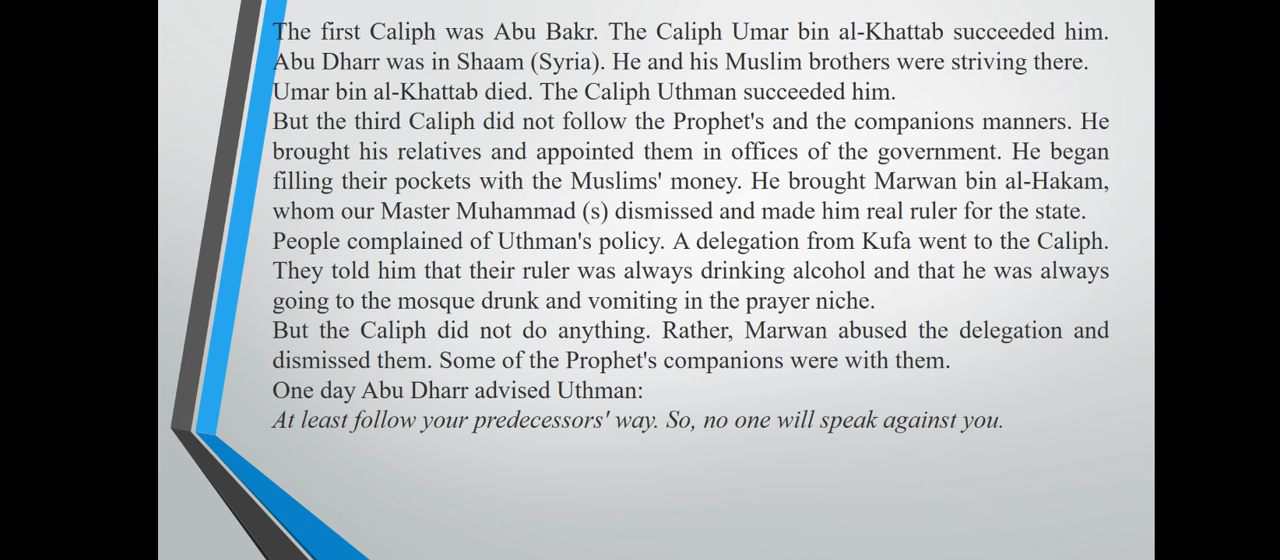 The first Caliph was Abu Bakr. The Caliph Umar bin al-Khattab succeeded him.
Abu Dharr was in Shaam (Syria). He and his Muslim brothers were striving there.
Umar bin al-Khattab died. The Caliph Uthman succeeded him.
But the third Caliph did not follow the Prophet's and the companions manners. He
brought his relatives and appointed them in offices of the government. He began
filling their pockets with the Muslims' money. He brought Marwan bin al-Hakam,
whom our Master Muhammad (s) dismissed and made him real ruler for the state.
People complained of Uthman's policy. A delegation from Kufa went to the Caliph.
They told him that their ruler was always drinking alcohol and that he was always
going to the mosque drunk and vomiting in the prayer niche.
But the Caliph did not do anything. Rather, Marwan abused the delegation and
dismissed them. Some of the Prophet's companions were with them.
One day Abu Dharr advised Uthman:
At least follow your predecessors' way. So, no one will speak against you.